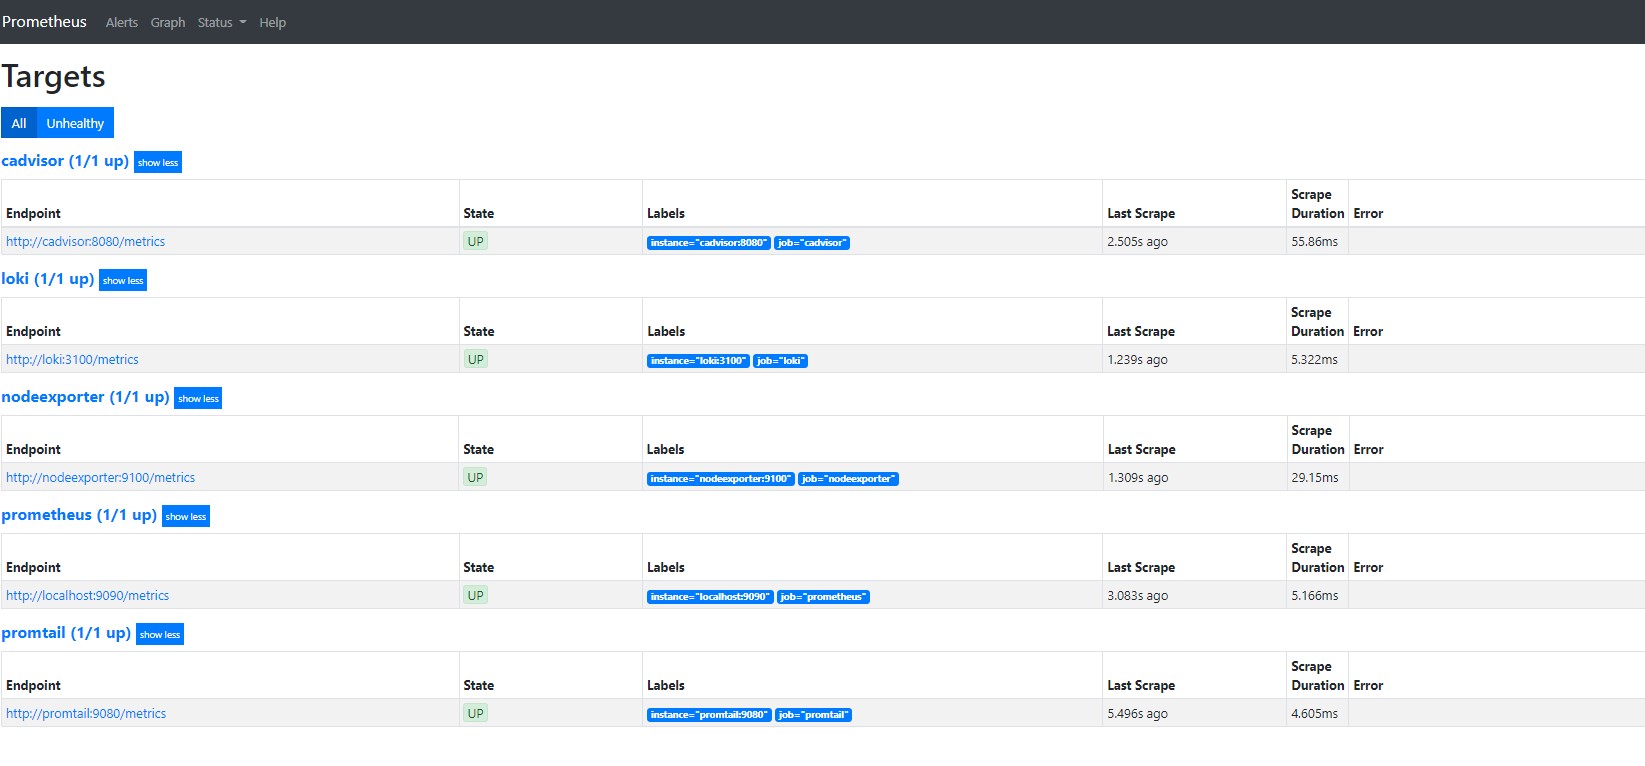 Prometheus Alerts Graph Status Help
Targets
All Unhealthy
cadvisor (1/1 up) show less
Endpoint State Labels Last Scrape Scrape Duration Error
http://cadvisor:8080/metrics UP instance="cadvisor:8080" job="cadvisor" 2.505s ago 55.86ms
loki (1/1 up) show less
Endpoint State Labels Last Scrape Scrape Duration Error
http://loki:3100/metrics UP instance="loki:3100" job="loki" 1.239s ago 5.322ms
nodeexporter (1/1 up) show less
Endpoint State Labels Last Scrape Scrape Duration Error
http://nodeexporter:9100/metrics UP instance="nodeexporter:9100" job="nodeexporter" 1.309s ago 29.15ms
prometheus (1/1 up) show less
Endpoint State Labels Last Scrape Scrape Duration Error
http://localhost:9090/metrics UP instance="localhost:9090" job="prometheus" 3.083s ago 5.166ms
promtail (1/1 up) show less
Endpoint State Labels Last Scrape Scrape Duration Error
http://promtail:9080/metrics UP instance="promtail:9080" job="promtail" 5.496s ago 4.605ms